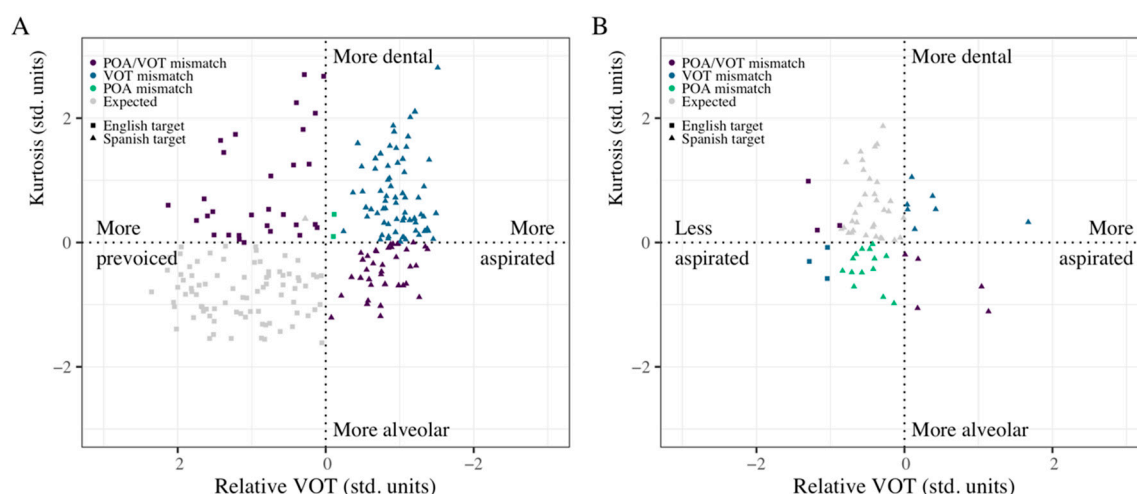 A
More dental
POA/VOT mismatch
VOT mismatch
POA mismatch
Expected
English target
Spanish target
More
prevoiced
More
aspirated
More alveolar
Kurtosis (std. units)
2
0
−2
2
0
−2
Relative VOT (std. units)
B
More dental
POA/VOT mismatch
VOT mismatch
POA mismatch
Expected
English target
Spanish target
Less
aspirated
More
aspirated
More alveolar
Kurtosis (std. units)
2
0
−2
−2
0
2
Relative VOT (std. units)